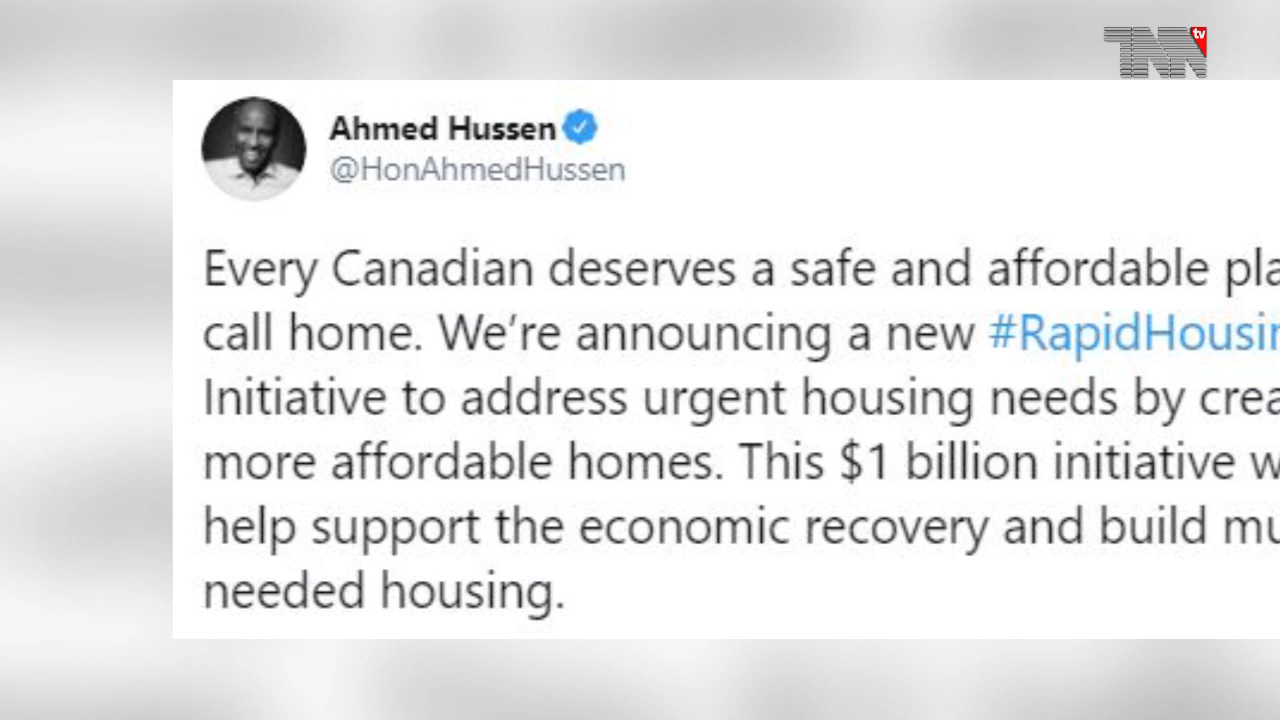 TNN tv
Ahmed Hussen
@HonAhmedHussen
Every Canadian deserves a safe and affordable pla
call home. We’re announcing a new #RapidHousin
Initiative to address urgent housing needs by crea
more affordable homes. This $1 billion initiative w
help support the economic recovery and build mu
needed housing.